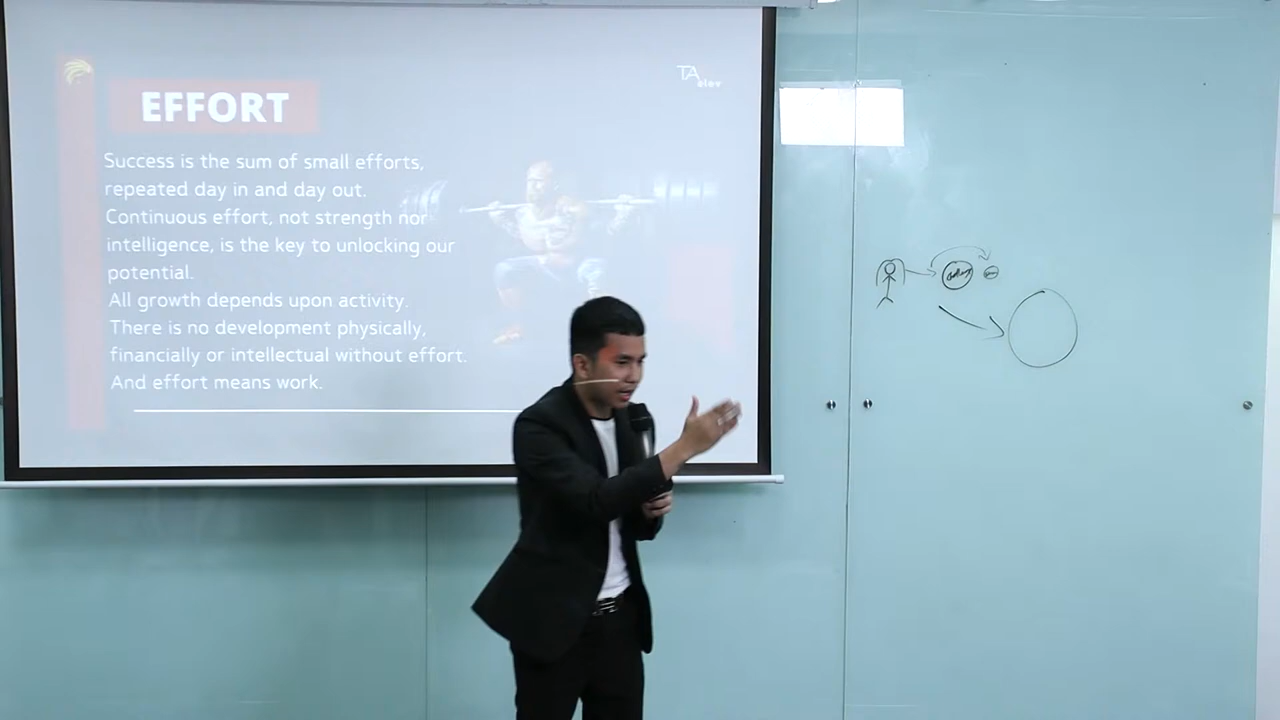 TA
elev
EFFORT
Success is the sum of small efforts,
repeated day in and day out.
Continuous effort, not strength nor
intelligence, is the key to unlocking our
potential.
All growth depends upon activity.
There is no development physically,
financially or intellectual without effort.
And effort means work.